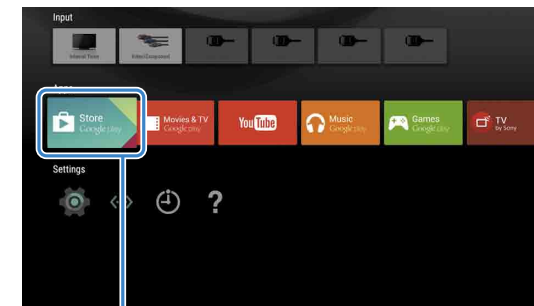 Input
Internal Tuner
Video/Component
Apps
Store
Google play
Movies & TV
Google play
YouTube
Music
Google play
Games
Google play
TV
by Sony
Settings
?